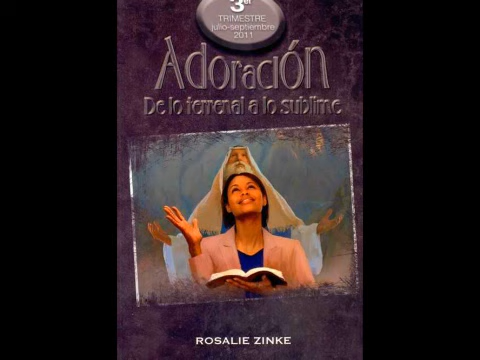 3er
TRIMESTRE
julio-septiembre
2011
Adoración
De lo terrenal a lo sublime
ROSALIE ZINKE